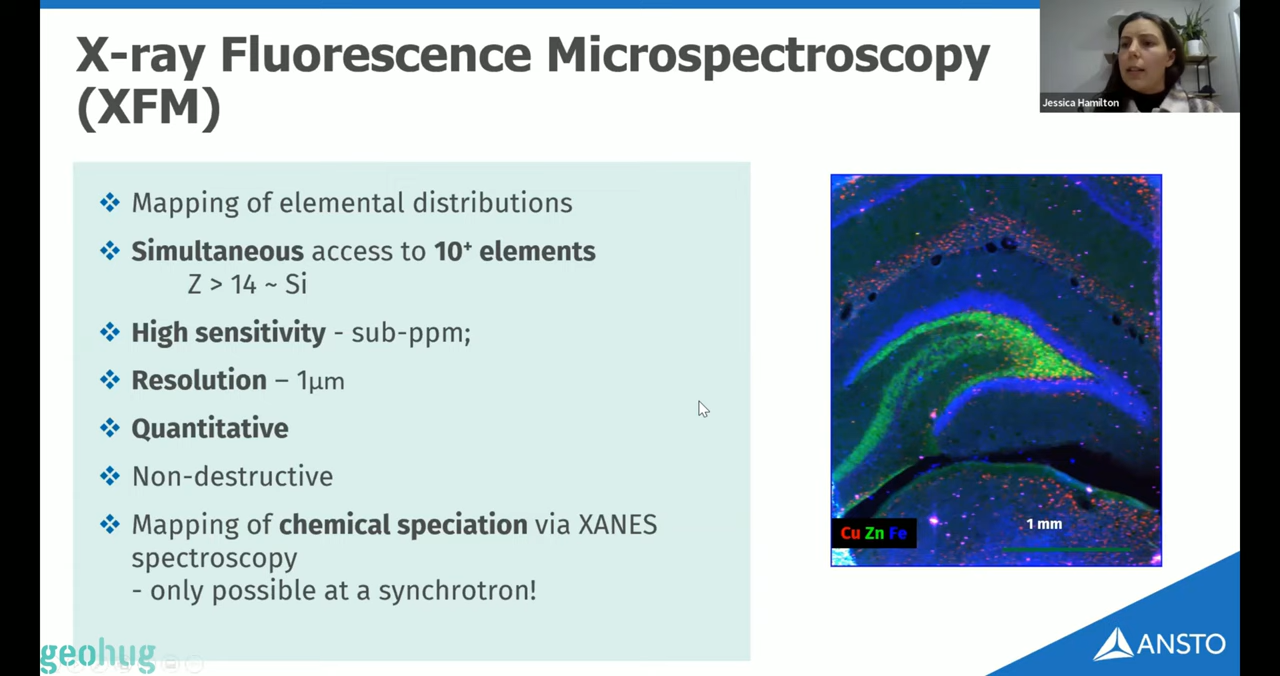 X-ray Fluorescence Microspectroscopy
(XFM)
Jessica Hamilton
❖ Mapping of elemental distributions
❖ Simultaneous access to 10⁺ elements
Z > 14 ~ Si
❖ High sensitivity - sub-ppm;
❖ Resolution – 1µm
❖ Quantitative
❖ Non-destructive
❖ Mapping of chemical speciation via XANES
spectroscopy
- only possible at a synchrotron!
Cu Zn Fe
1 mm
geohug
ANSTO